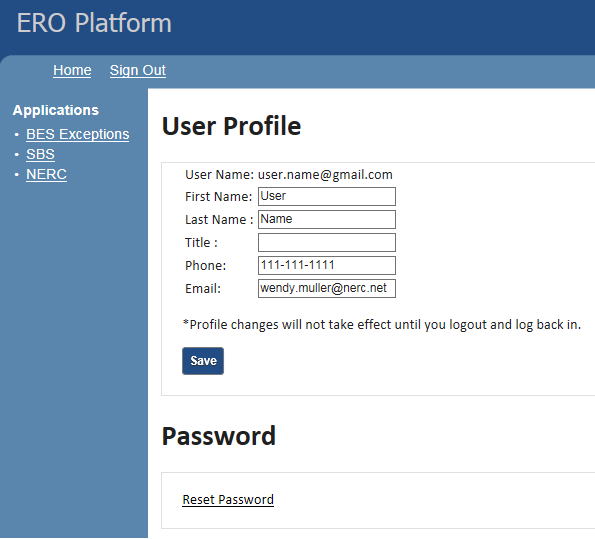 ERO Platform
Home Sign Out
Applications
• BES Exceptions
• SBS
• NERC
User Profile
User Name: user.name@gmail.com
First Name: User
Last Name : Name
Title :
Phone: 111-111-1111
Email: wendy.muller@nerc.net
*Profile changes will not take effect until you logout and log back in.
Save
Password
Reset Password